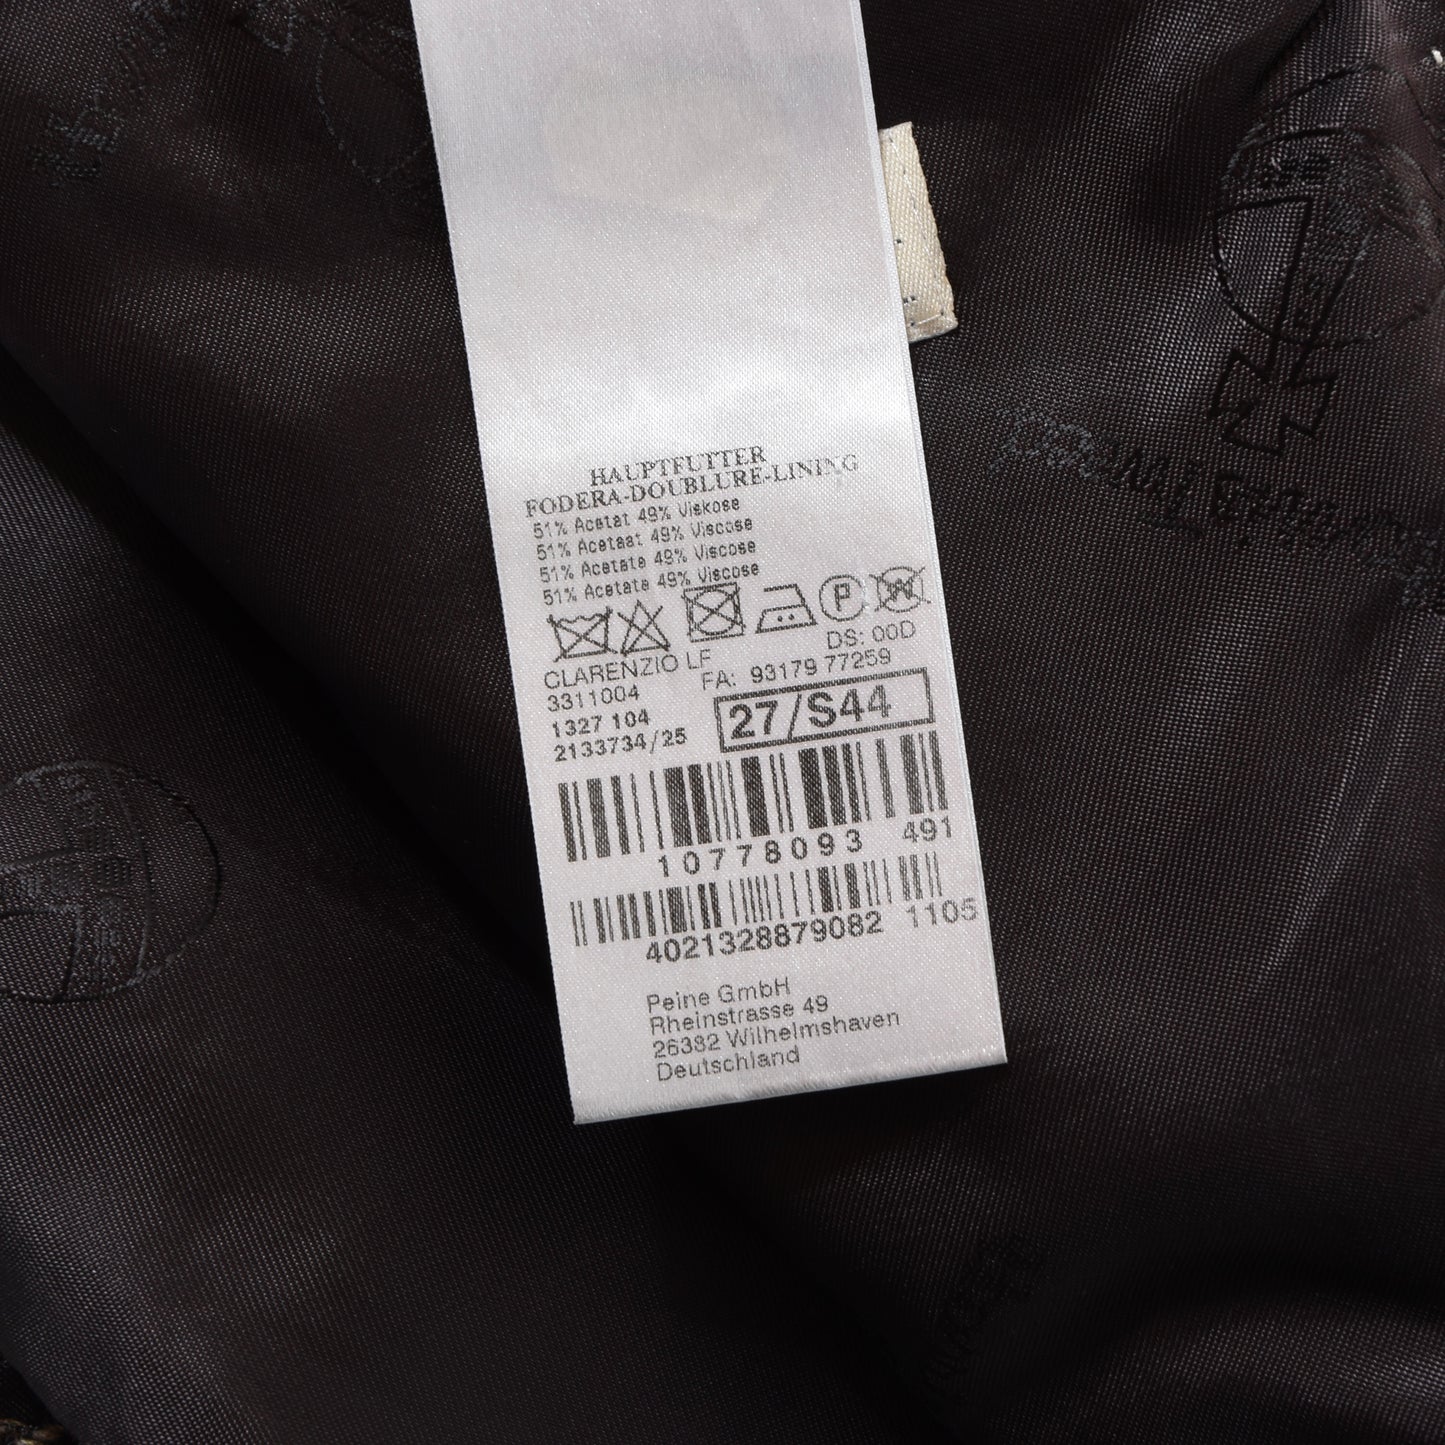 HAUPTFUTTER
FODERA-DOUBLURE-LINING
51% Acetat 49% Viskose
51% Acetaat 49% Viscose
51% Acetate 49% Viscose
51% Acetate 49% Viscose
P W
CLARENZIO LF DS: 00D
3311004 FA: 93179 77259
1327 104
2133734/25 27/S44
10778093 491
4021328879082 1105
Peine GmbH
Rheinstrasse 49
26382 Wilhelmshaven
Deutschland